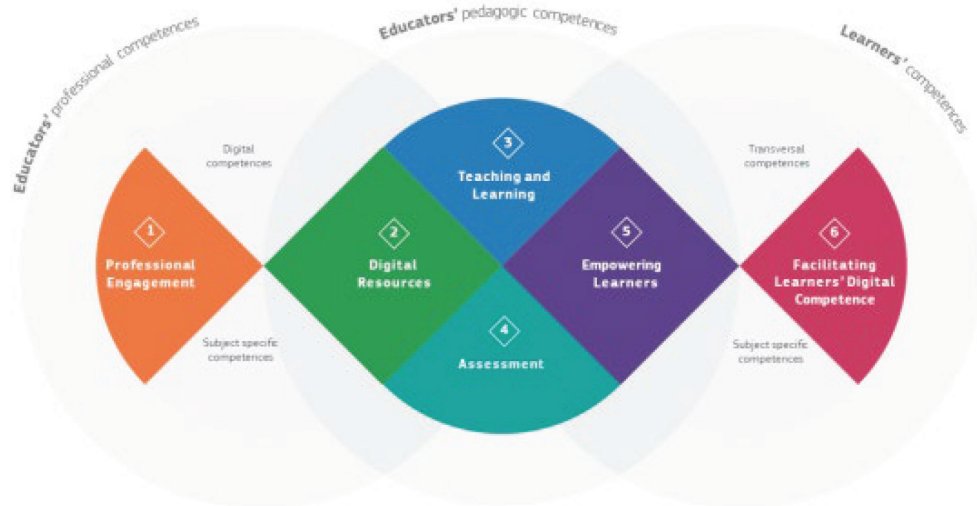 Educators' professional competences
Educators' pedagogic competences
Learners' competences
Digital
competences
Transversal
competences
1
Professional
Engagement
2
Digital
Resources
3
Teaching and
Learning
4
Assessment
5
Empowering
Learners
6
Facilitating
Learners' Digital
Competence
Subject specific
competences
Subject specific
competences